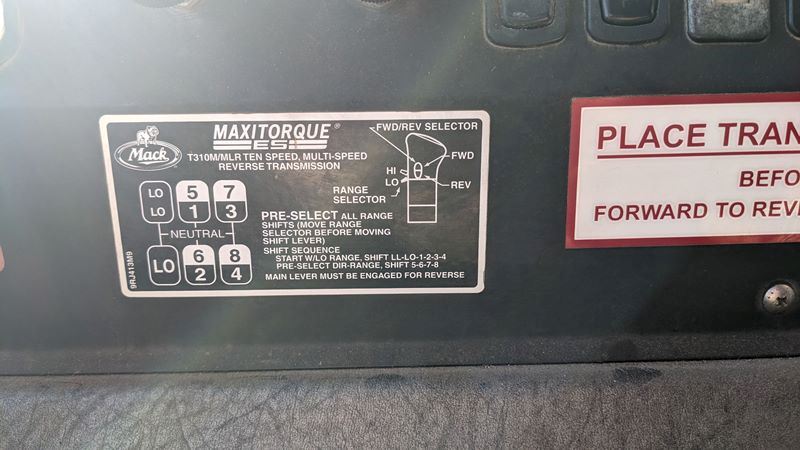 Mack
MAXITORQUE®
ES
T310M/MLR TEN SPEED, MULTI-SPEED
REVERSE TRANSMISSION
FWD/REV SELECTOR
FWD
HI
LO
REV
RANGE
SELECTOR
LO 5 7
LO 1 3
NEUTRAL
LO 6 8
2 4
PRE-SELECT ALL RANGE
SHIFTS (MOVE RANGE
SELECTOR BEFORE MOVING
SHIFT LEVER)
SHIFT SEQUENCE
START W/LO RANGE, SHIFT LL-LO-1-2-3-4
PRE-SELECT DIR-RANGE, SHIFT 5-6-7-8
MAIN LEVER MUST BE ENGAGED FOR REVERSE
9RJ413M9
PLACE TRAN
BEFO
FORWARD TO REV